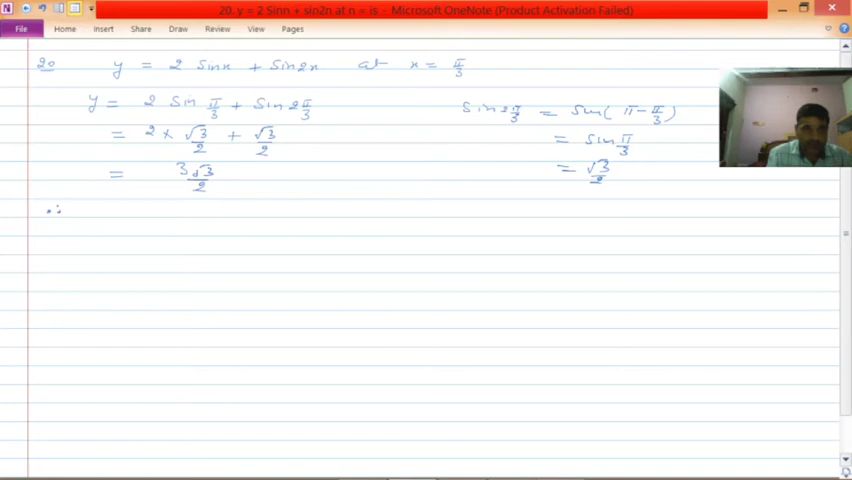 20. y = 2 Sinn + sin2n at n = is - Microsoft OneNote (Product Activation Failed)
File Home Insert Share Draw Review View Pages
20 y = 2 Sinx + Sin2x at x = π/3
y = 2 Sin π/3 + Sin 2π/3
= 2 × √3/2 + √3/2
= 3√3/2
∴
Sin 2π/3 = Sin( π - π/3 )
= Sin π/3
= √3/2